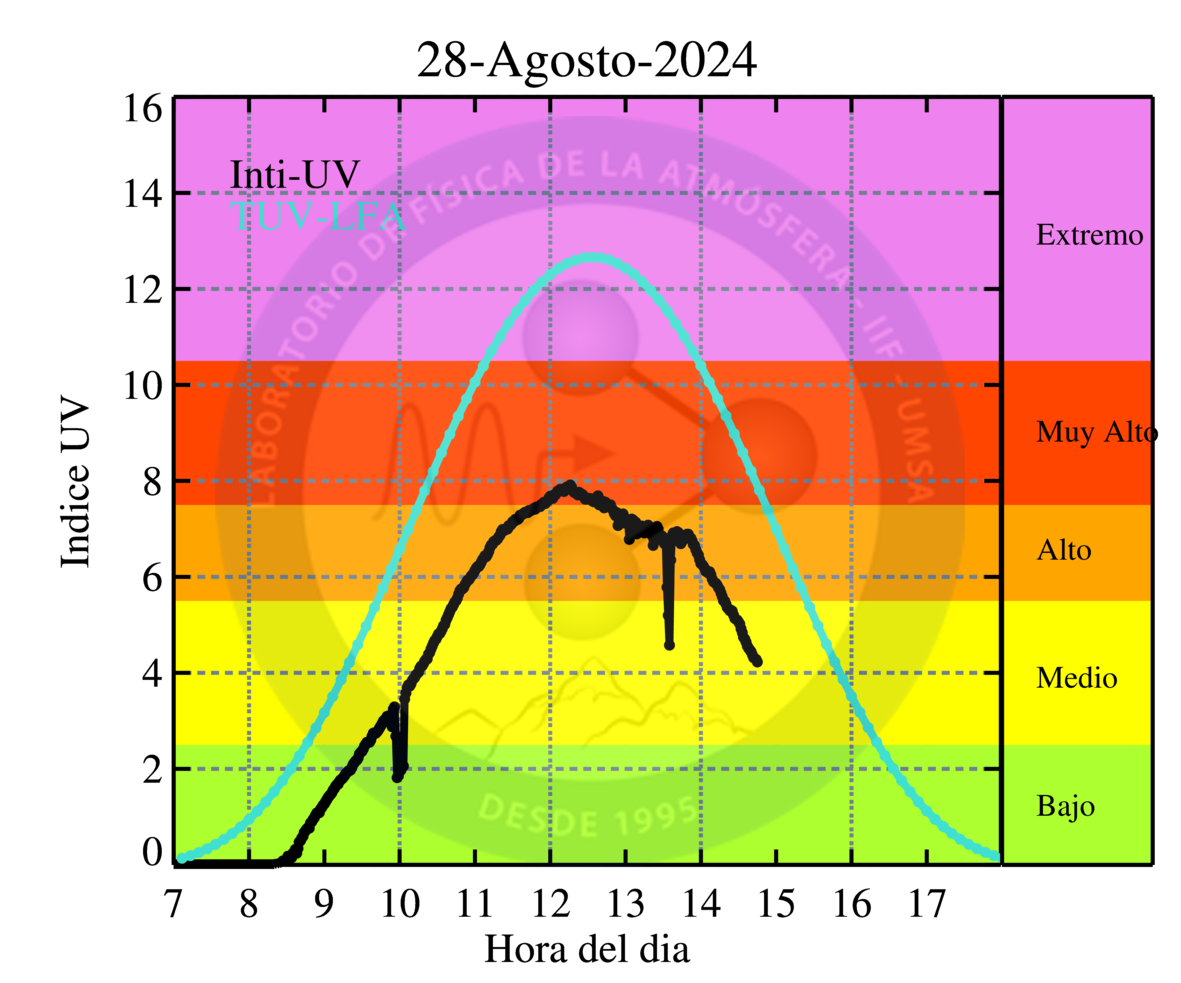 28-Agosto-2024
Inti-UV
TUV-LFA
LABORATORIO DE FÍSICA DE LA ATMÓSFERA - IIF - UMSA
DESDE 1995
Indice UV
16
14
12
10
8
6
4
2
0
Extremo
Muy Alto
Alto
Medio
Bajo
7 8 9 10 11 12 13 14 15 16 17
Hora del dia